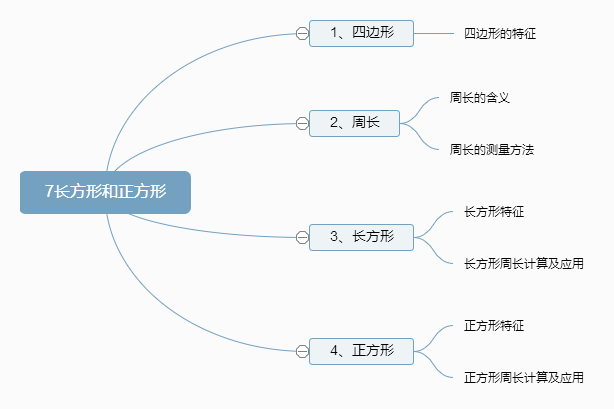 7长方形和正方形
1、四边形
四边形的特征
2、周长
周长的含义
周长的测量方法
3、长方形
长方形特征
长方形周长计算及应用
4、正方形
正方形特征
正方形周长计算及应用